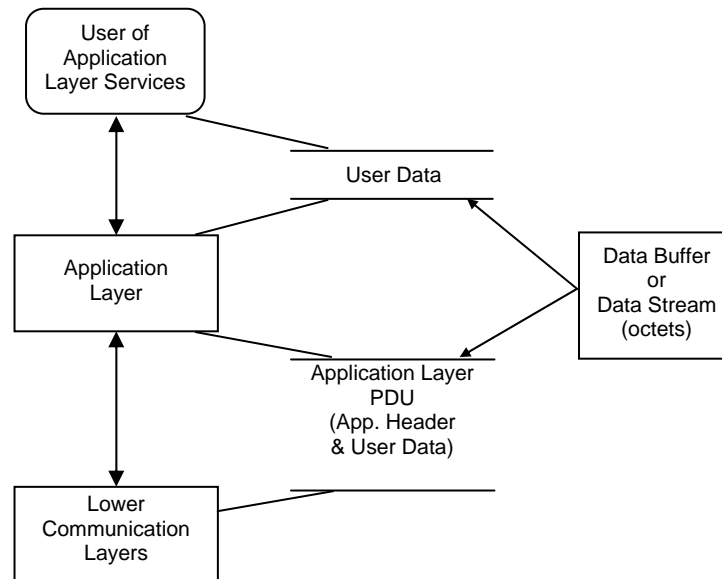 User of
Application
Layer Services
User Data
Application
Layer
Data Buffer
or
Data Stream
(octets)
Application Layer
PDU
(App. Header
& User Data)
Lower
Communication
Layers